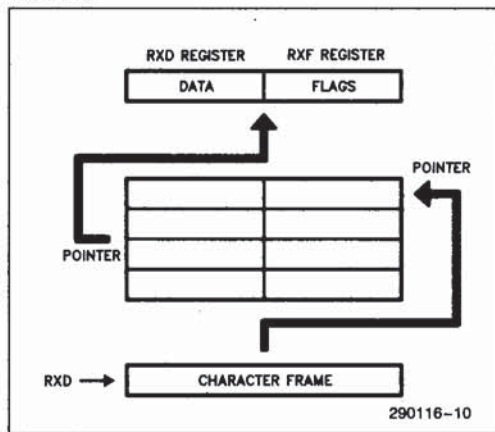 RXD REGISTER RXF REGISTER
DATA FLAGS
POINTER
POINTER
RXD
CHARACTER FRAME
290116-10